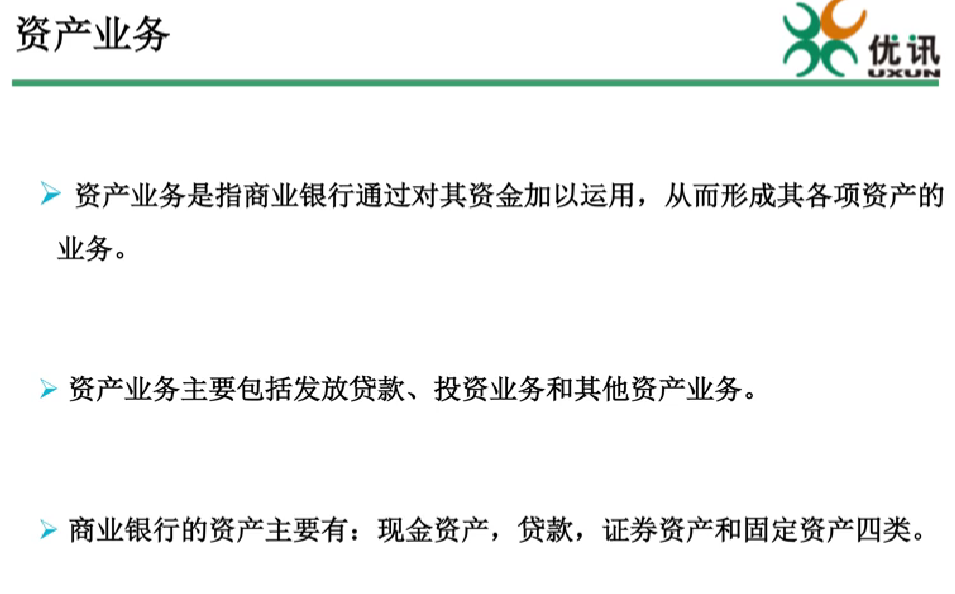 资产业务
优讯
UXUN
资产业务是指商业银行通过对其资金加以运用，从而形成其各项资产的
业务。
资产业务主要包括发放贷款、投资业务和其他资产业务。
商业银行的资产主要有：现金资产，贷款，证券资产和固定资产四类。